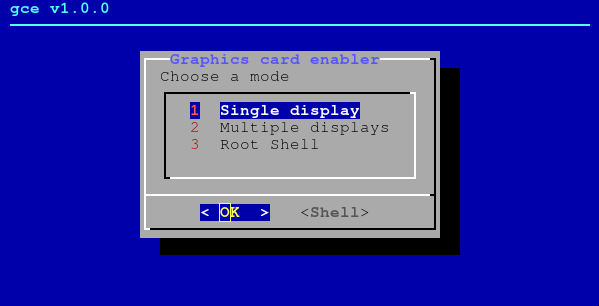 gce v1.0.0
Graphics card enabler
Choose a mode
1 Single display
2 Multiple displays
3 Root Shell
< OK > <Shell>